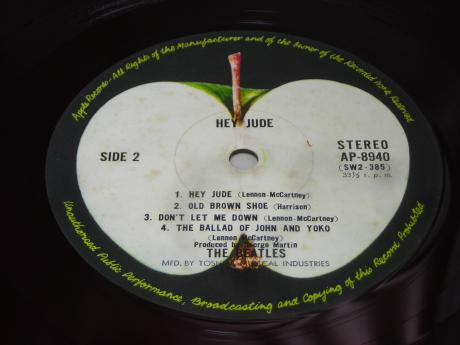 Apple Records - All Rights of the Manufacturer and of the Owner of the Recorded Work Reserved
HEY JUDE
SIDE 2
STEREO
AP-8940
(SW2-385)
33⅓ r. p. m.
1. HEY JUDE (Lennon-McCartney)
2. OLD BROWN SHOE (Harrison)
3. DON'T LET ME DOWN (Lennon-McCartney)
4. THE BALLAD OF JOHN AND YOKO
(Lennon-McCartney)
Produced by George Martin
THE BEATLES
MFD. BY TOSHIBA MUSICAL INDUSTRIES
Unauthorised Public Performance, Broadcasting and Copying of this Record Prohibited